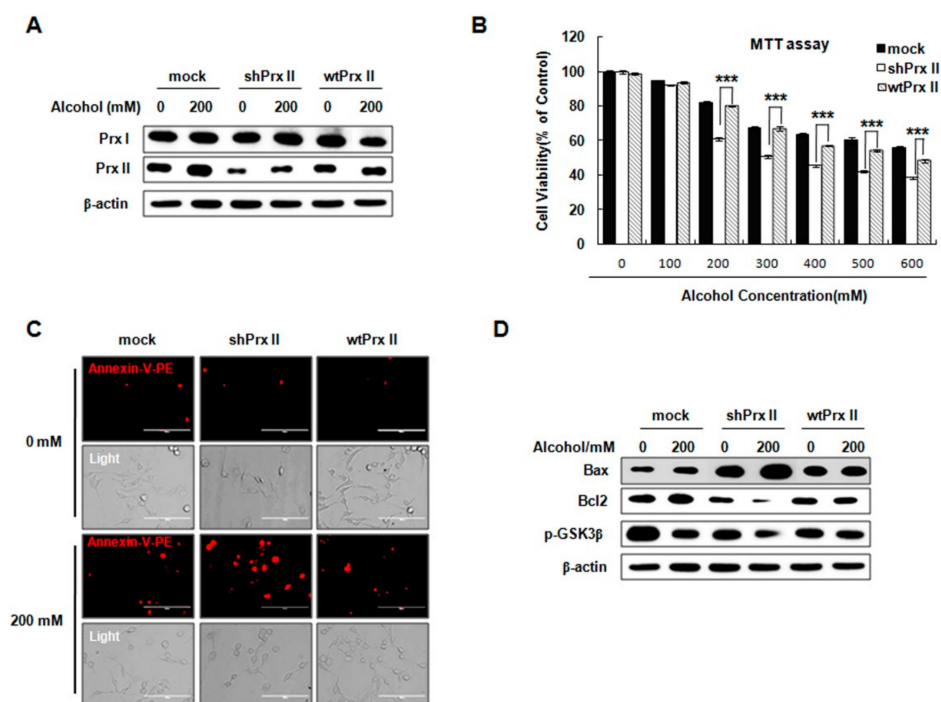 A
mock shPrx II wtPrx II
Alcohol (mM) 0 200 0 200 0 200
Prx I
Prx II
β-actin
B
MTT assay
mock
shPrx II
wtPrx II
Cell Viability(% of Control)
120
100
80
60
40
20
0
*** *** *** *** ***
0 100 200 300 400 500 600
Alcohol Concentration(mM)
C
mock shPrx II wtPrx II
Annexin-V-PE
0 mM
Light
Annexin-V-PE
200 mM
Light
D
mock shPrx II wtPrx II
Alcohol/mM 0 200 0 200 0 200
Bax
Bcl2
p-GSK3β
β-actin